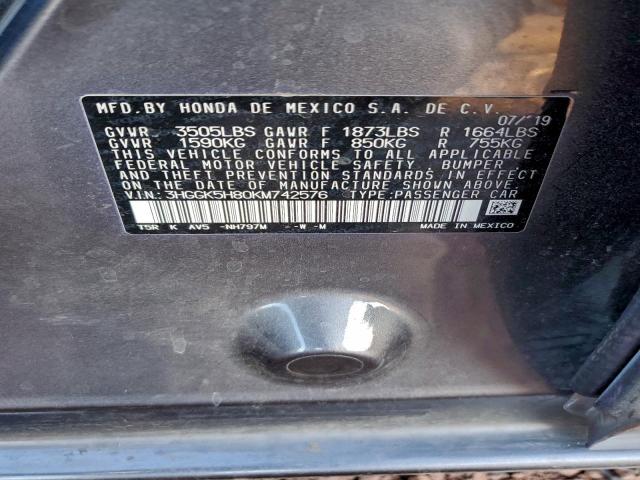 MFD.BY HONDA DE MEXICO S.A. DE C.V
07/'19
GVWR 3505LBS GAWR F 1873LBS R 1664LBS
GVWR 1590KG GAWR F 850KG R 755KG
THIS VEHICLE CONFORMS TO ALL APPLICABLE
FEDERAL MOTOR VEHICLE SAFETY, BUMPER AND
THEFT PREVENTION STANDARDS IN EFFECT ON
THE DATE OF MANUFACTURE SHOWN ABOVE.
V.I.N.: 3HGGK5H80KM742576 TYPE:PASSENGER CAR
T5R K AV5 -NH797M --W -M MADE IN MEXICO